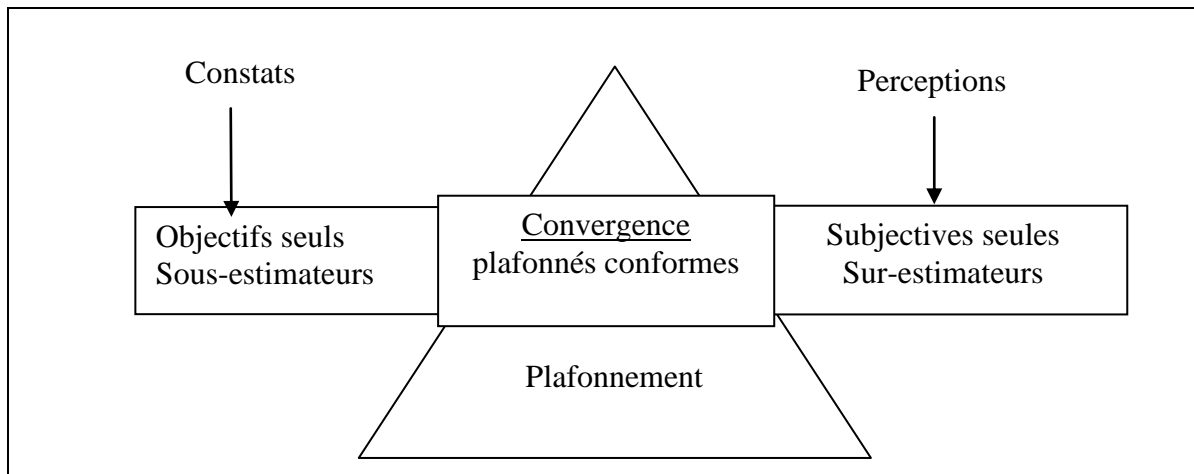 Constats
Perceptions
Objectifs seuls
Sous-estimateurs
Convergence
plafonnés conformes
Subjectives seules
Sur-estimateurs
Plafonnement